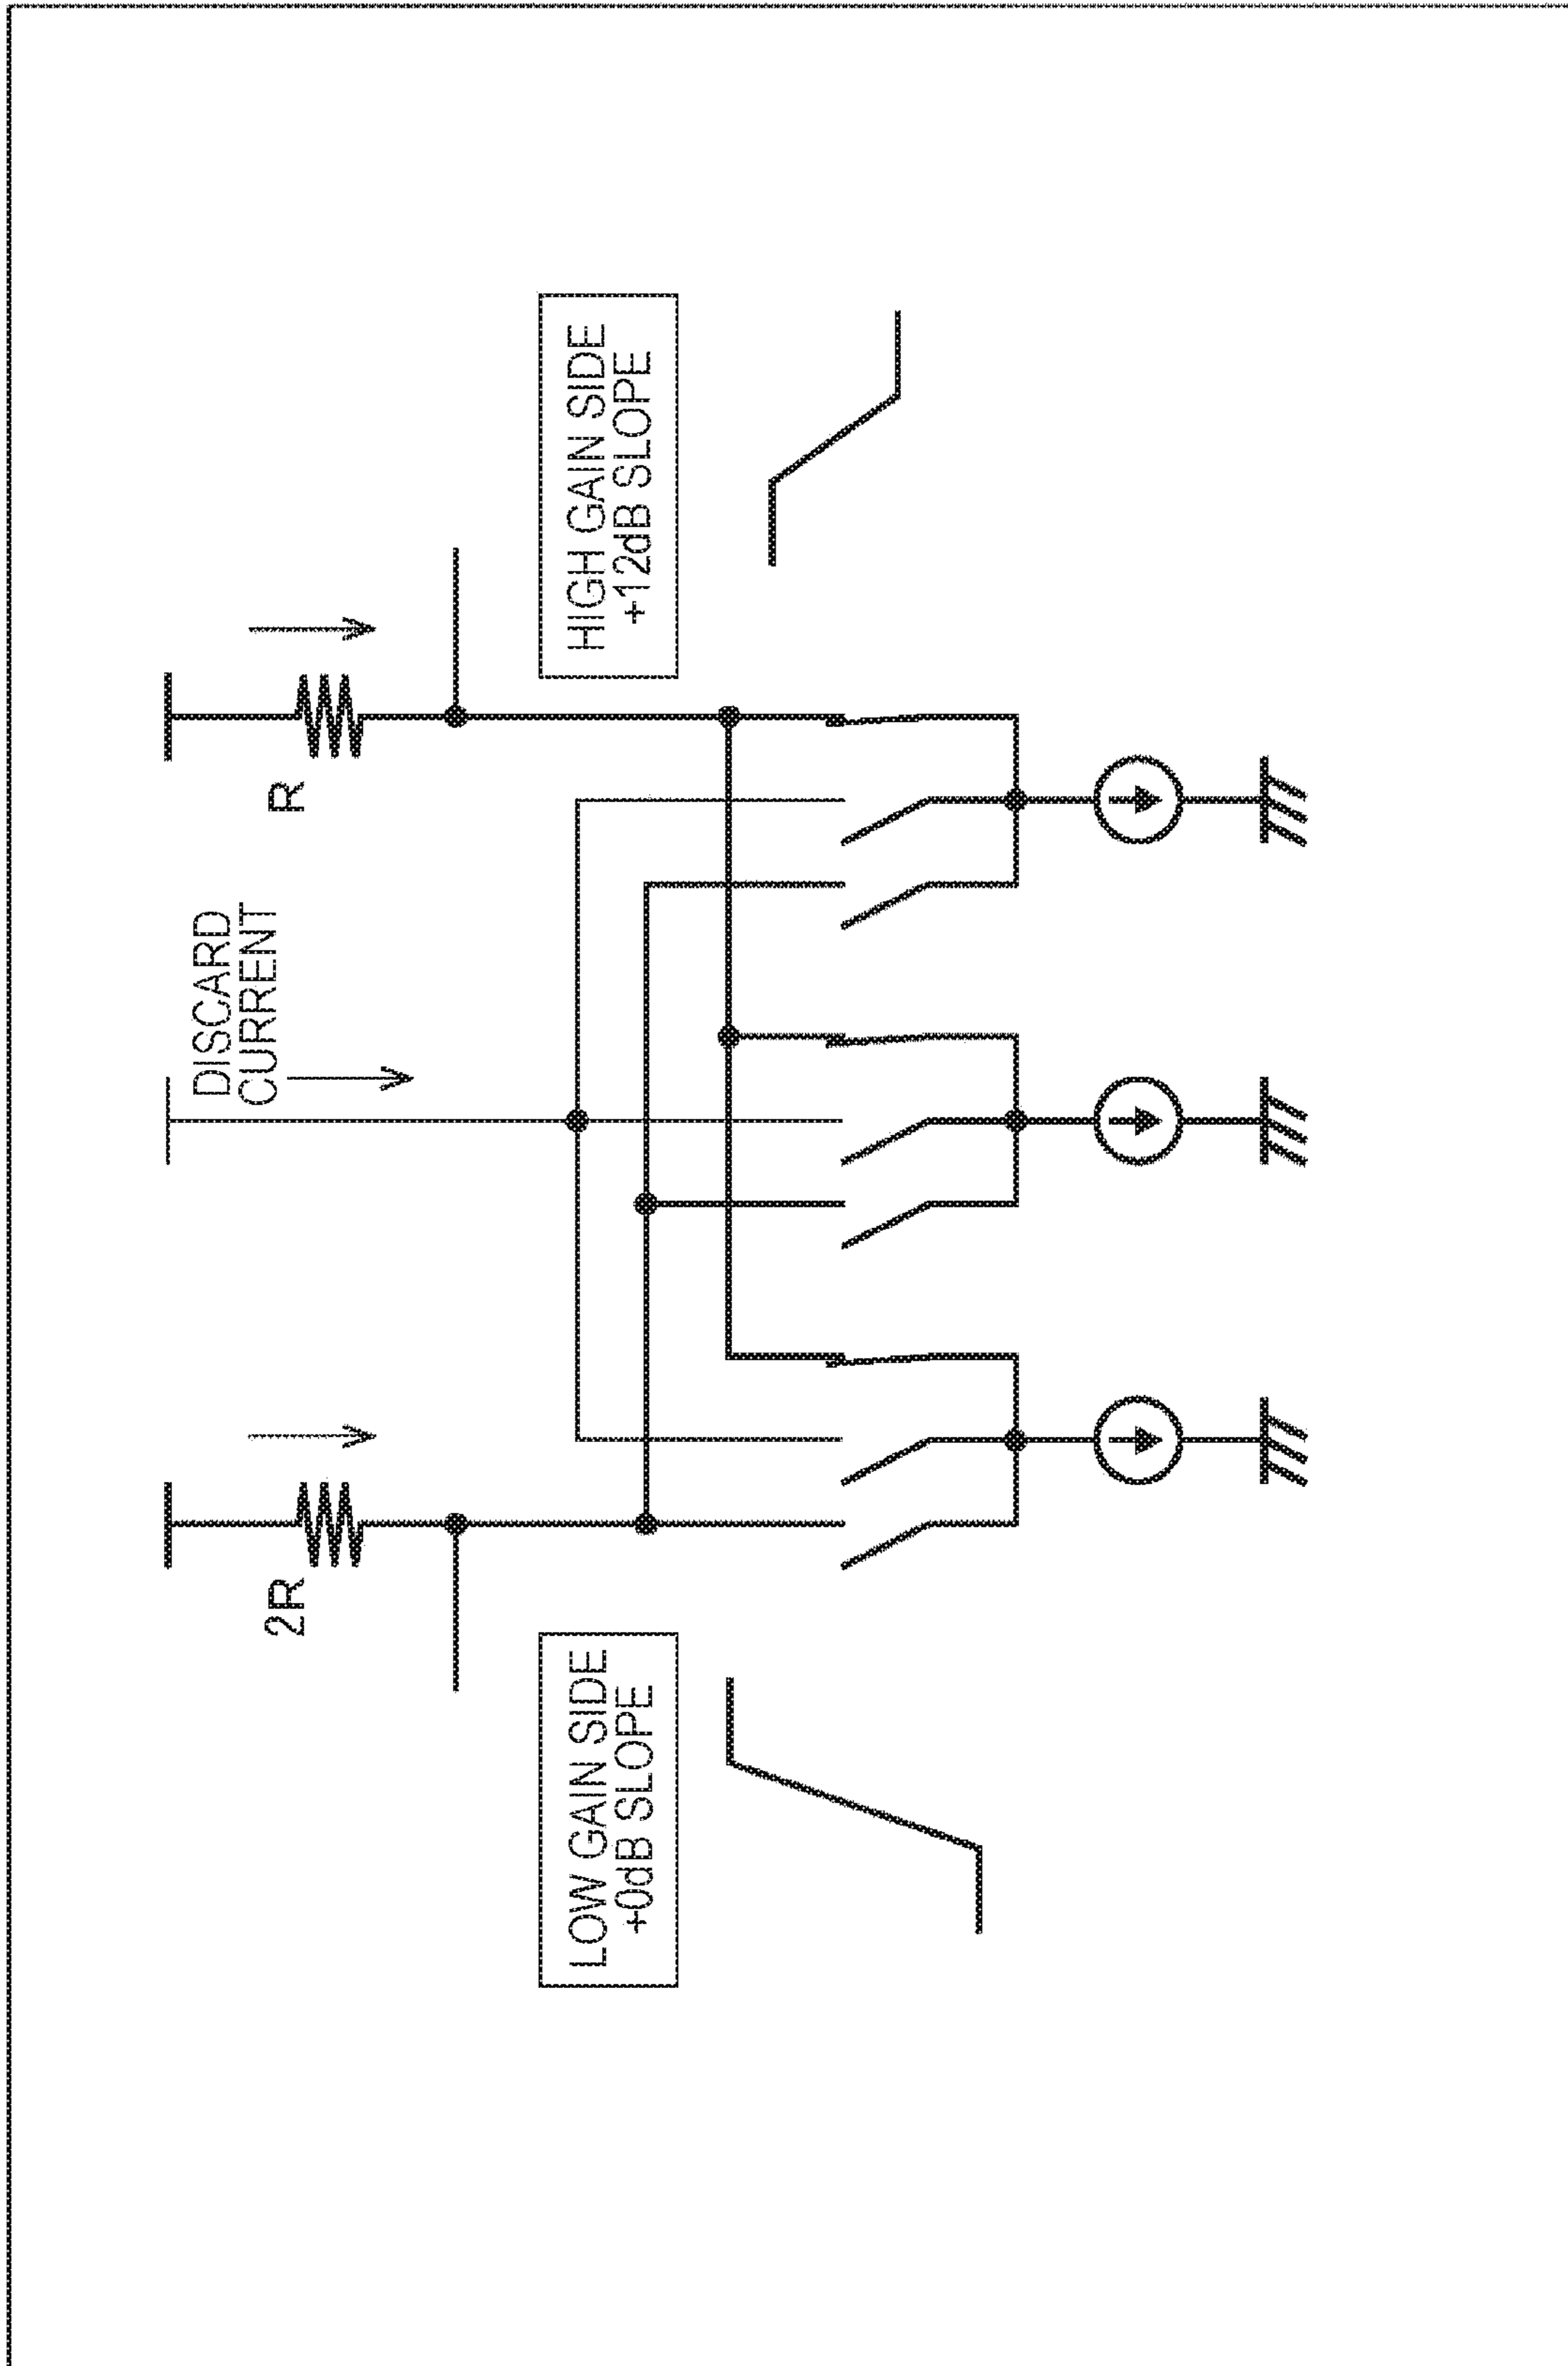 2R
DISCARD
CURRENT
R
LOW GAIN SIDE
+0dB SLOPE
HIGH GAIN SIDE
+12dB SLOPE